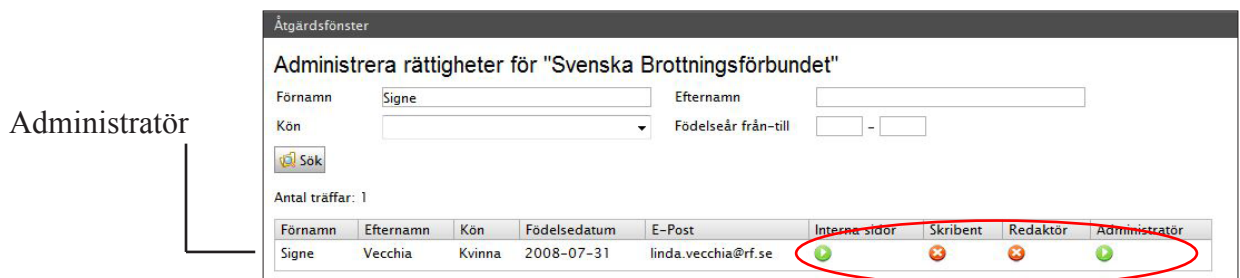 Åtgärdsfönster
Administrera rättigheter för "Svenska Brottningsförbundet"
Förnamn Signe Efternamn
Administratör
Kön Födelseår från-till -
Sök
Antal träffar: 1
Förnamn Efternamn Kön Födelsedatum E-Post Interna sidor Skribent Redaktör Administratör
Signe Vecchia Kvinna 2008-07-31 linda.vecchia@rf.se